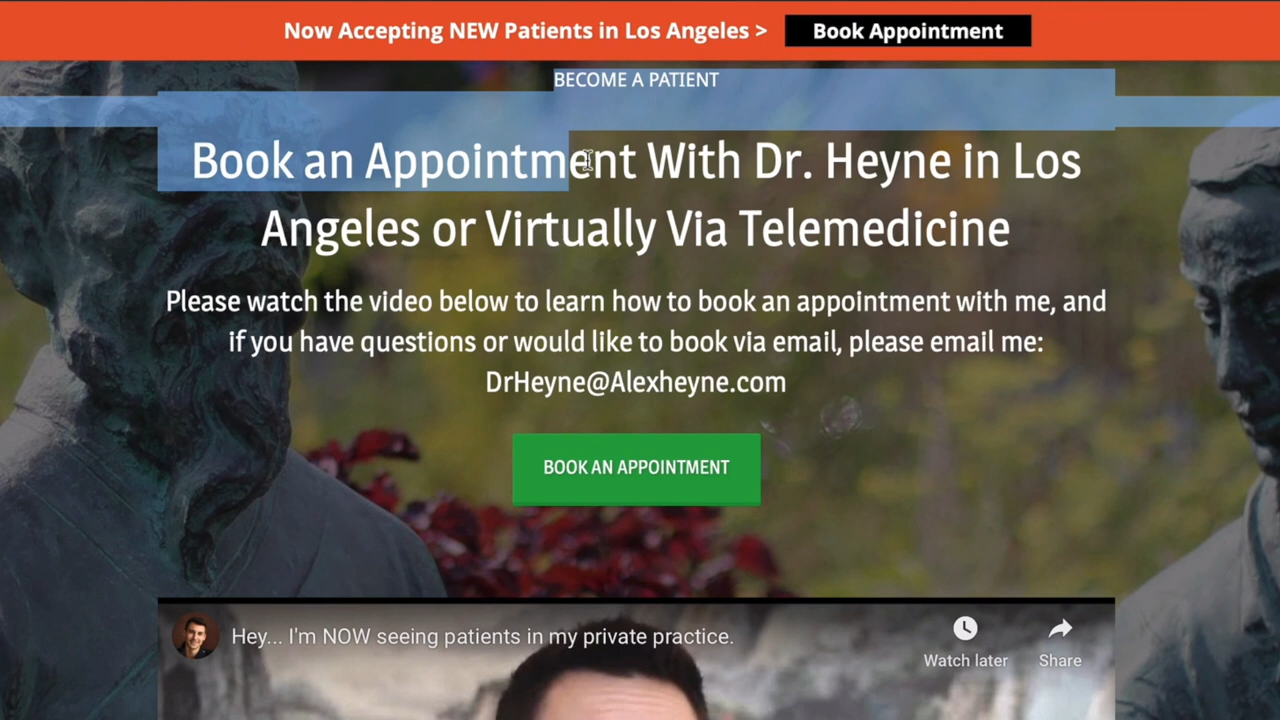 Now Accepting NEW Patients in Los Angeles > Book Appointment
BECOME A PATIENT
Book an Appointment With Dr. Heyne in Los
Angeles or Virtually Via Telemedicine
Please watch the video below to learn how to book an appointment with me, and
if you have questions or would like to book via email, please email me:
DrHeyne@Alexheyne.com
BOOK AN APPOINTMENT
Hey... I'm NOW seeing patients in my private practice.
Watch later Share